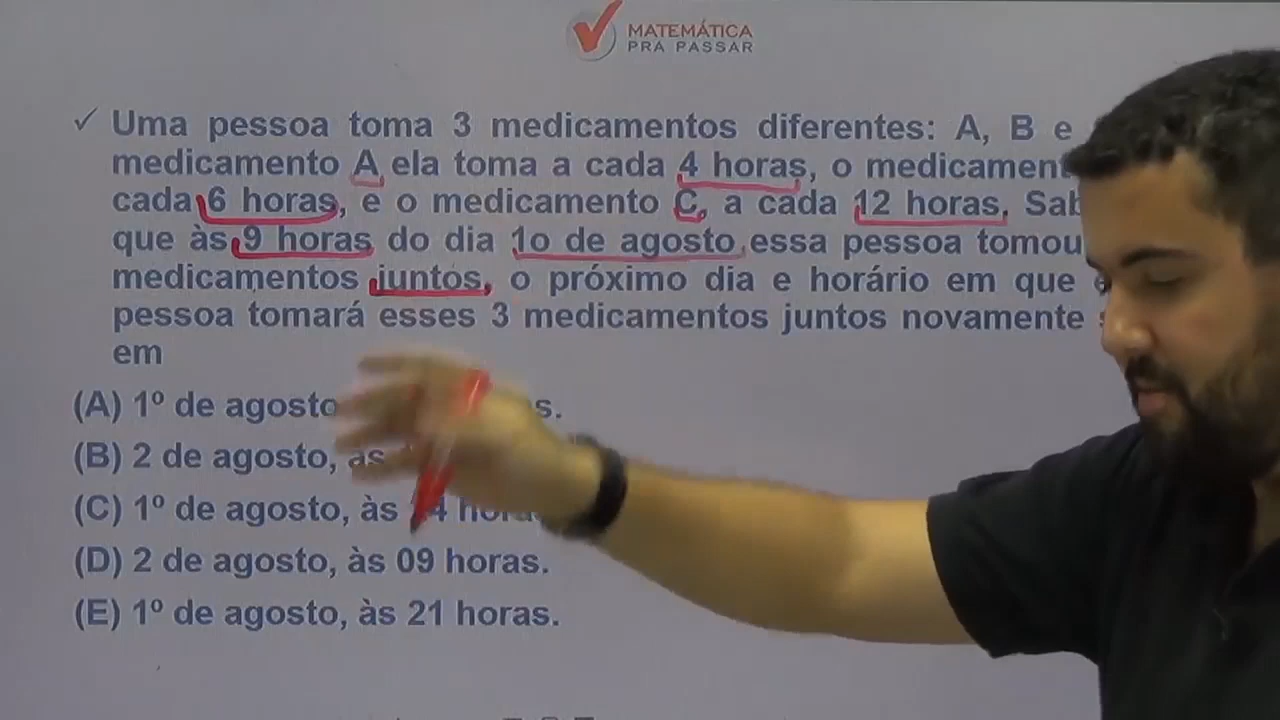 MATEMÁTICA
PRA PASSAR
Uma pessoa toma 3 medicamentos diferentes: A, B e
medicamento A ela toma a cada 4 horas, o
cada 6 horas, e o medicamento C, a cada 12 horas.
que às 9 horas do dia 1o de agosto essa pessoa tomou
medicamentos juntos, o próximo dia e horário em que
pessoa tomará esses 3 medicamentos juntos novamente
em
(A) 1º de agosto
(B) 2 de agosto, às
(C) 1º de agosto, às
(D) 2 de agosto, às 09 horas.
(E) 1º de agosto, às 21 horas.